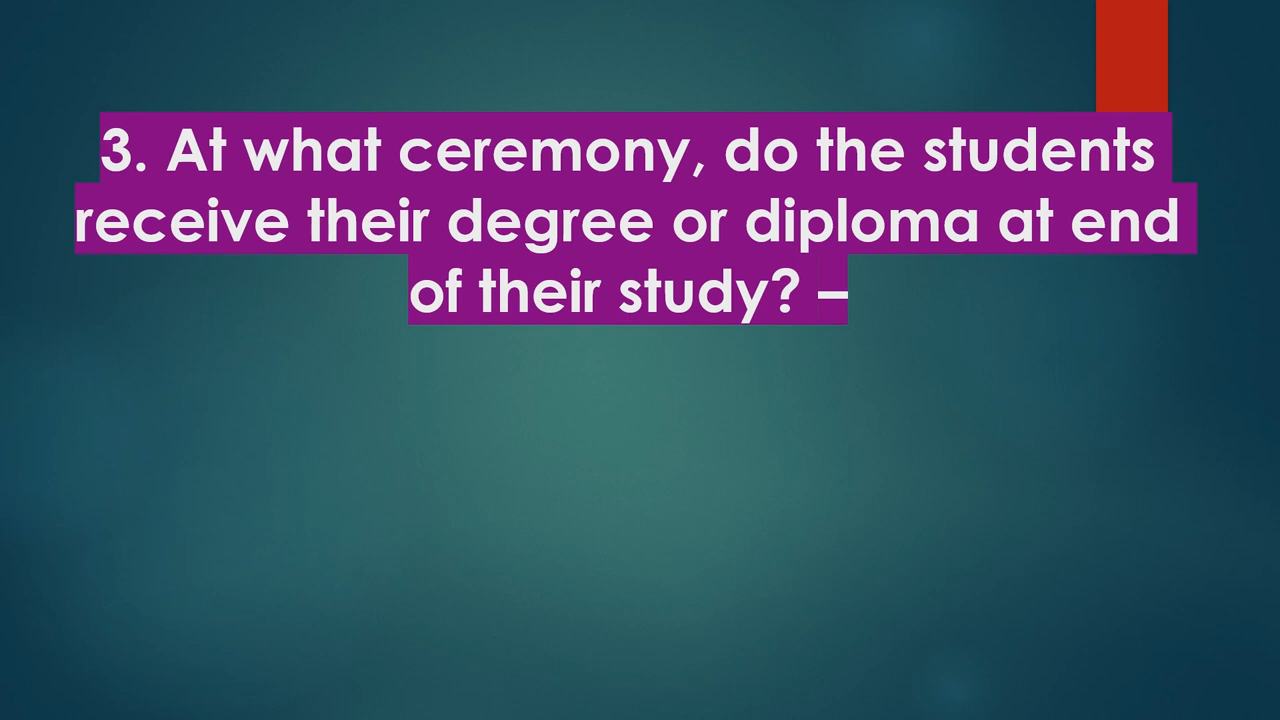 3. At what ceremony, do the students
receive their degree or diploma at end
of their study? –